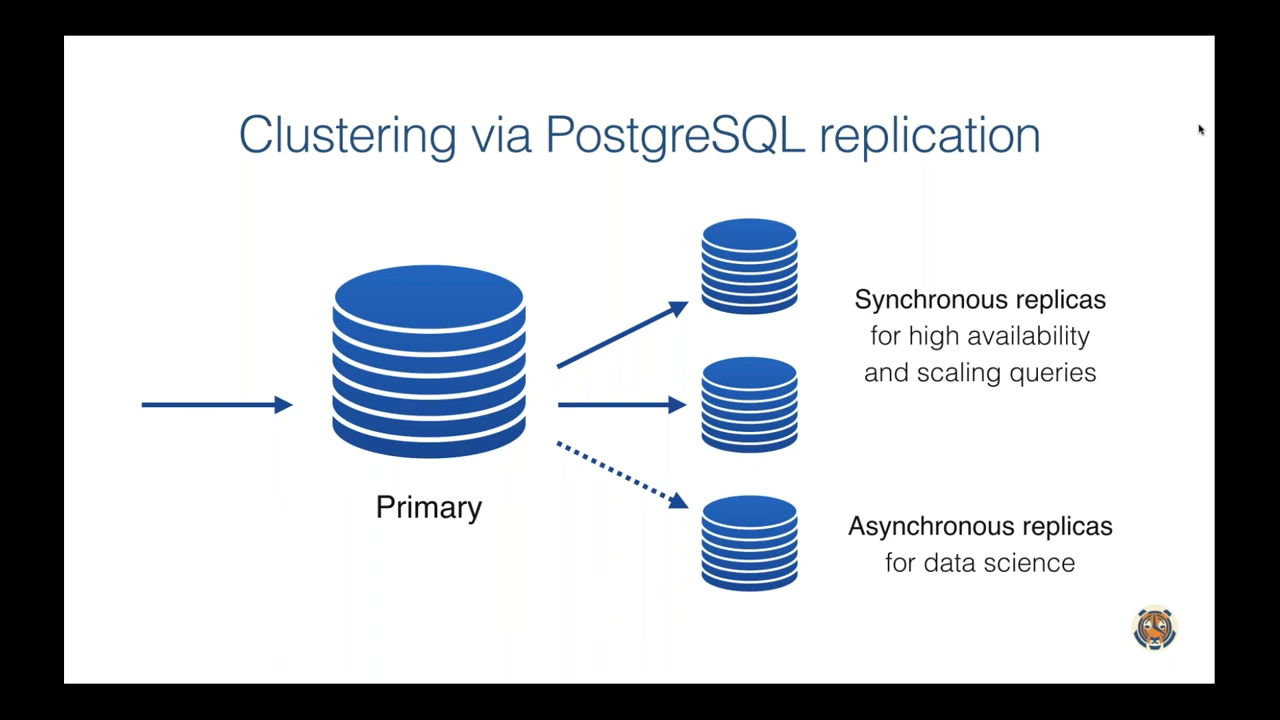 Clustering via PostgreSQL replication
Synchronous replicas
for high availability
and scaling queries
Primary
Asynchronous replicas
for data science